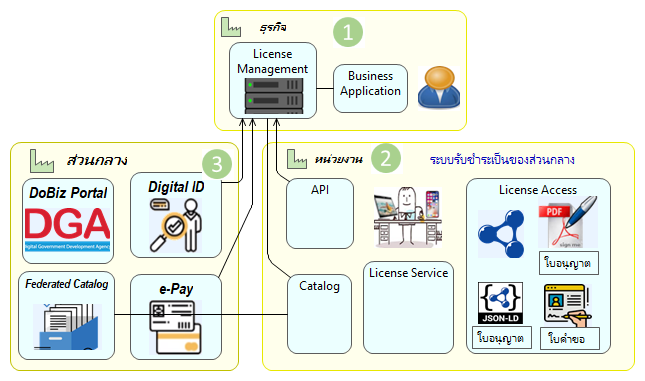 ธุรกิจ
1
License
Management
Business
Application
ส่วนกลาง
3
DoBiz Portal
DGA
Digital Government Development Agency
Digital ID
Federated Catalog
e-Pay
หน่วยงาน
2
ระบบรับชำระเป็นของส่วนกลาง
API
License Access
PDF
sign me
ใบอนุญาต
Catalog
License Service
JSON-LD
ใบอนุญาต
ใบคำขอ